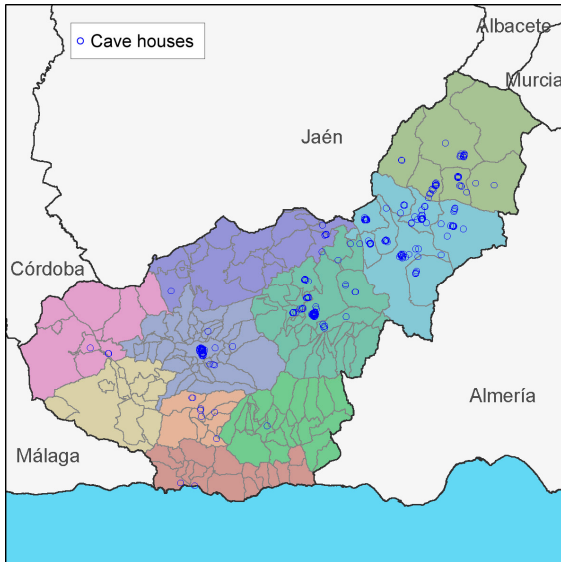 Cave houses
Albacete
Murcia
Jaén
Córdoba
Almería
Málaga